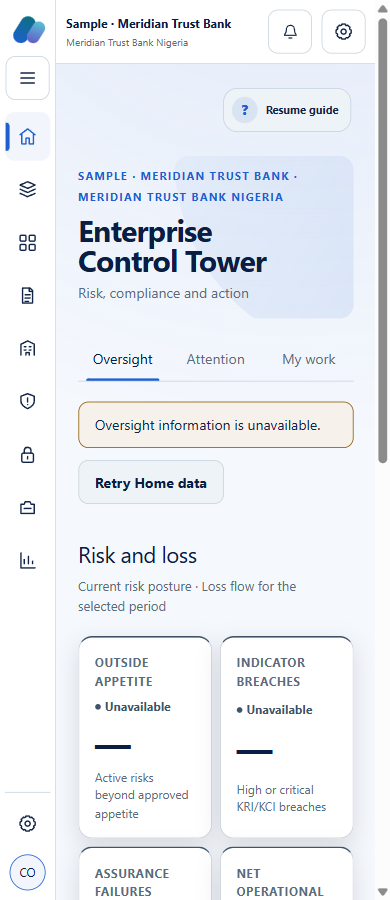 Sample · Meridian Trust Bank
Meridian Trust Bank Nigeria
? Resume guide
SAMPLE · MERIDIAN TRUST BANK ·
MERIDIAN TRUST BANK NIGERIA
Enterprise
Control Tower
Risk, compliance and action
Oversight Attention My work
Oversight information is unavailable.
Retry Home data
Risk and loss
Current risk posture · Loss flow for the
selected period
OUTSIDE
APPETITE
• Unavailable
—
Active risks
beyond approved
appetite
INDICATOR
BREACHES
• Unavailable
—
High or critical
KRI/KCI breaches
ASSURANCE
FAILURES
NET
OPERATIONAL
CO